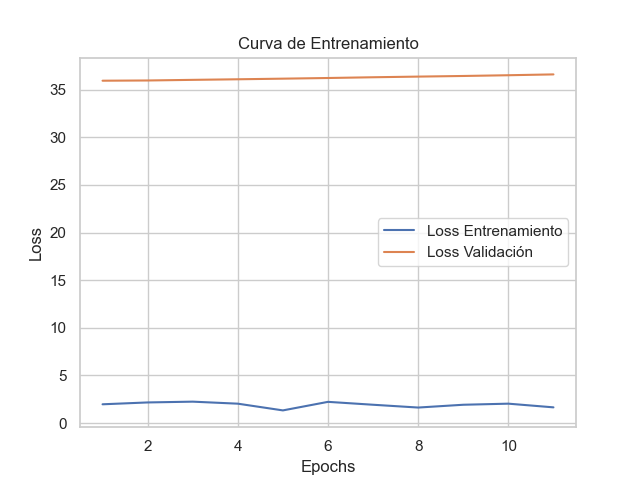 Curva de Entrenamiento
35
30
25
20
15
10
5
0
Loss
Loss Entrenamiento
Loss Validación
2 4 6 8 10
Epochs